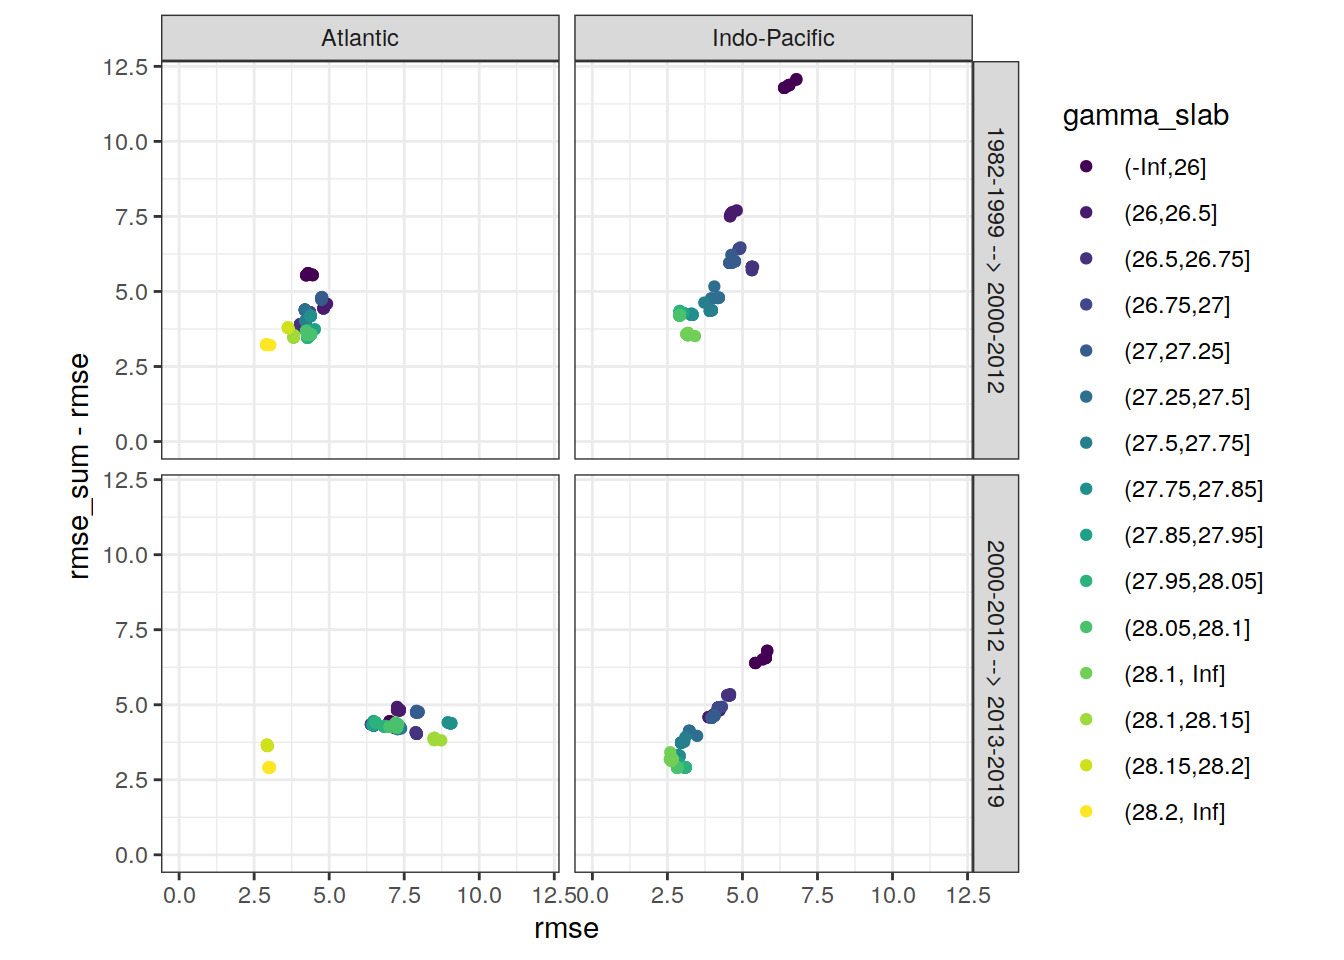 Atlantic
Indo-Pacific
12.5
10.0
7.5
5.0
2.5
0.0
1982-1999 --> 2000-2012
12.5
10.0
7.5
5.0
2.5
0.0
2000-2012 --> 2013-2019
0.0 2.5 5.0 7.5 10.0 12.5
0.0 2.5 5.0 7.5 10.0 12.5
rmse
rmse_sum - rmse
gamma_slab
(-Inf,26]
(26,26.5]
(26.5,26.75]
(26.75,27]
(27,27.25]
(27.25,27.5]
(27.5,27.75]
(27.75,27.85]
(27.85,27.95]
(27.95,28.05]
(28.05,28.1]
(28.1, Inf]
(28.1,28.15]
(28.15,28.2]
(28.2, Inf]